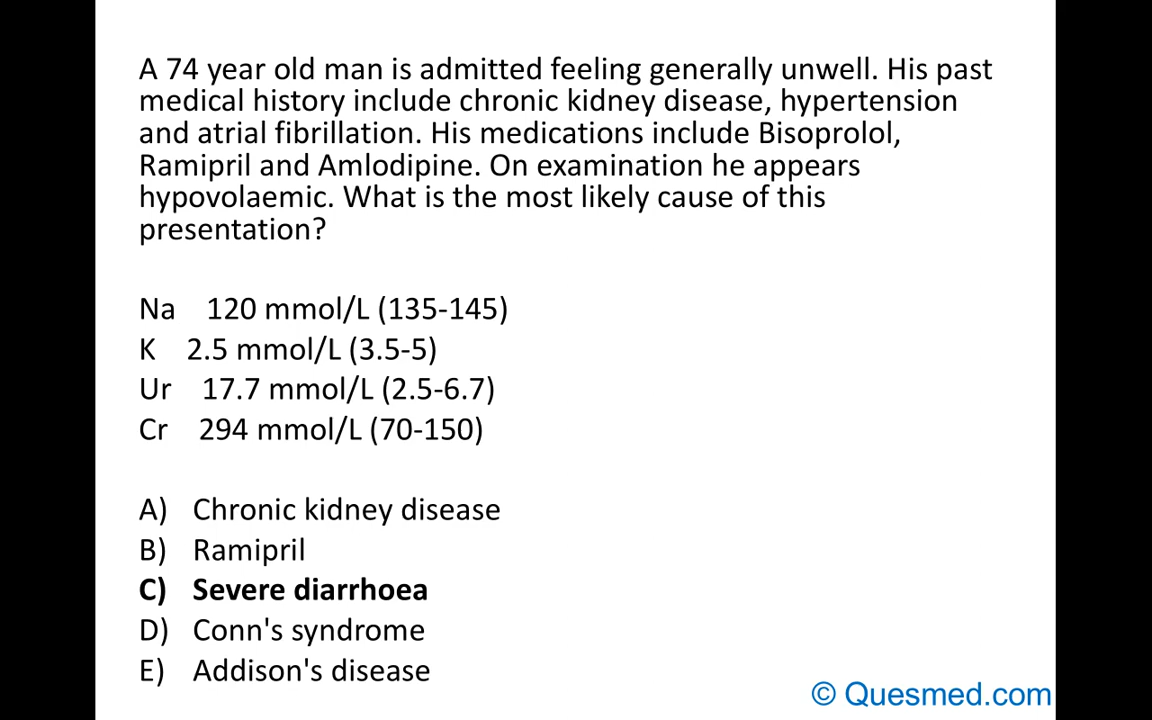 A 74 year old man is admitted feeling generally unwell. His past
medical history include chronic kidney disease, hypertension
and atrial fibrillation. His medications include Bisoprolol,
Ramipril and Amlodipine. On examination he appears
hypovolaemic. What is the most likely cause of this
presentation?
Na 120 mmol/L (135-145)
K 2.5 mmol/L (3.5-5)
Ur 17.7 mmol/L (2.5-6.7)
Cr 294 mmol/L (70-150)
A) Chronic kidney disease
B) Ramipril
C) Severe diarrhoea
D) Conn's syndrome
E) Addison's disease
© Quesmed.com